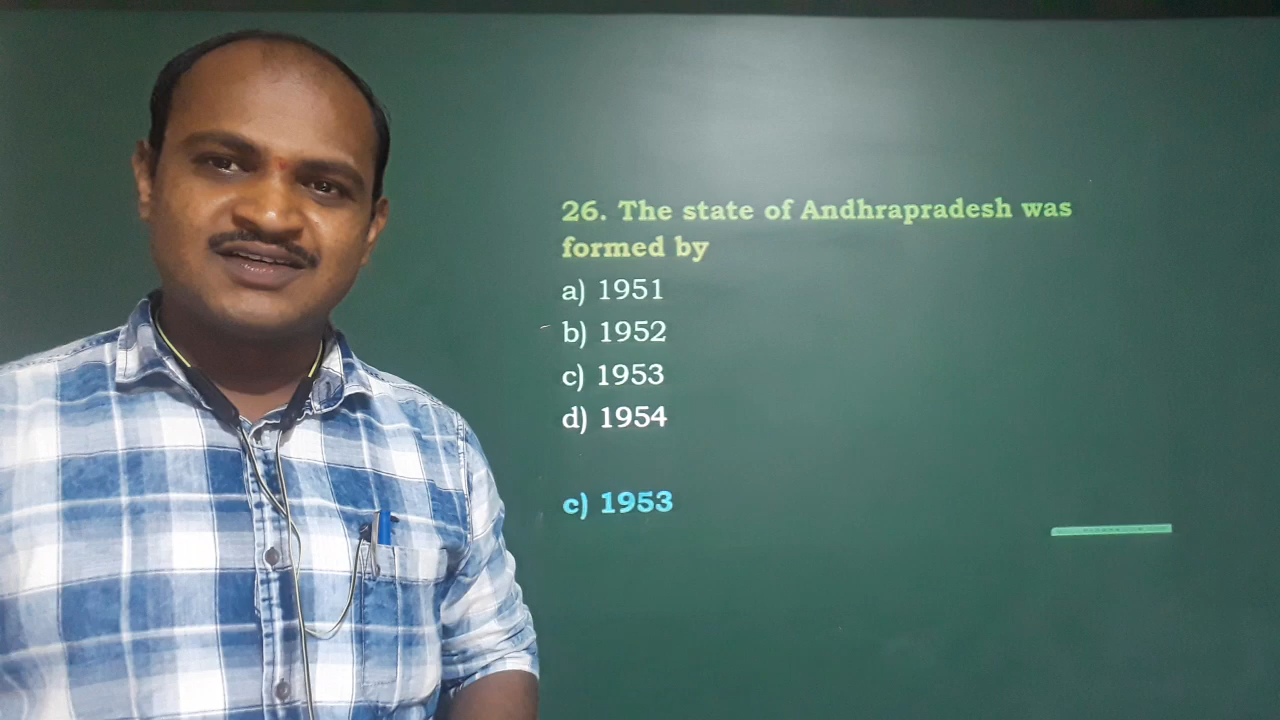 26. The state of Andhrapradesh was
formed by
a) 1951
b) 1952
c) 1953
d) 1954
c) 1953